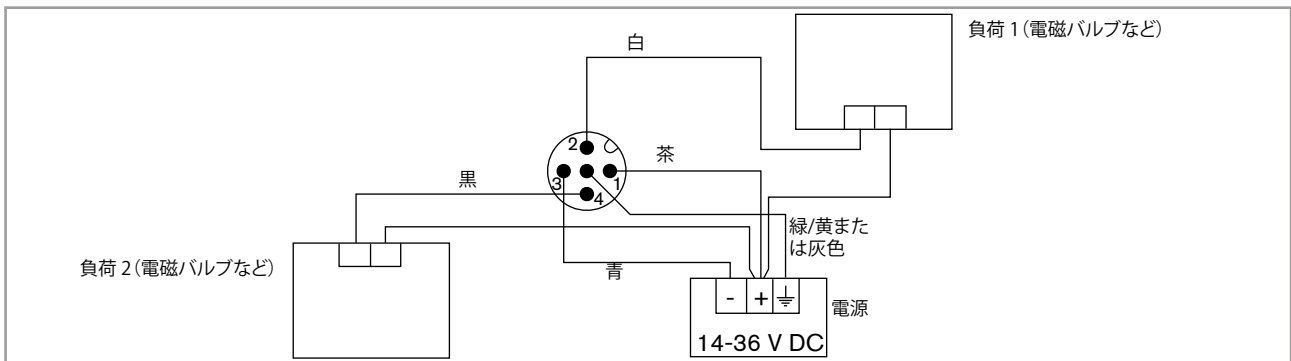 白
負荷 1(電磁バルブなど)
2
茶
3
1
黒
4
緑/黄また
は灰色
負荷 2(電磁バルブなど)
青
- +
電源
14-36 V DC